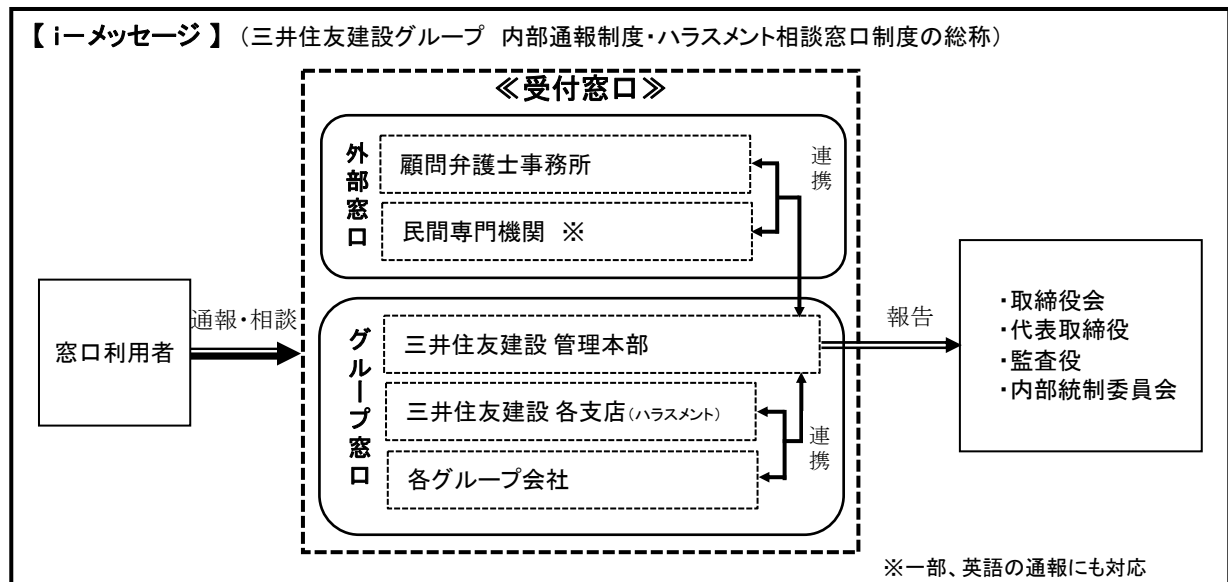 【 i－メッセージ 】 （三井住友建設グループ 内部通報制度・ハラスメント相談窓口制度の総称）
≪受付窓口≫
外部窓口
顧問弁護士事務所
民間専門機関 ※
連携
窓口利用者
通報・相談
グループ窓口
三井住友建設 管理本部
三井住友建設 各支店（ハラスメント）
各グループ会社
連携
報告
・取締役会
・代表取締役
・監査役
・内部統制委員会
※一部、英語の通報にも対応